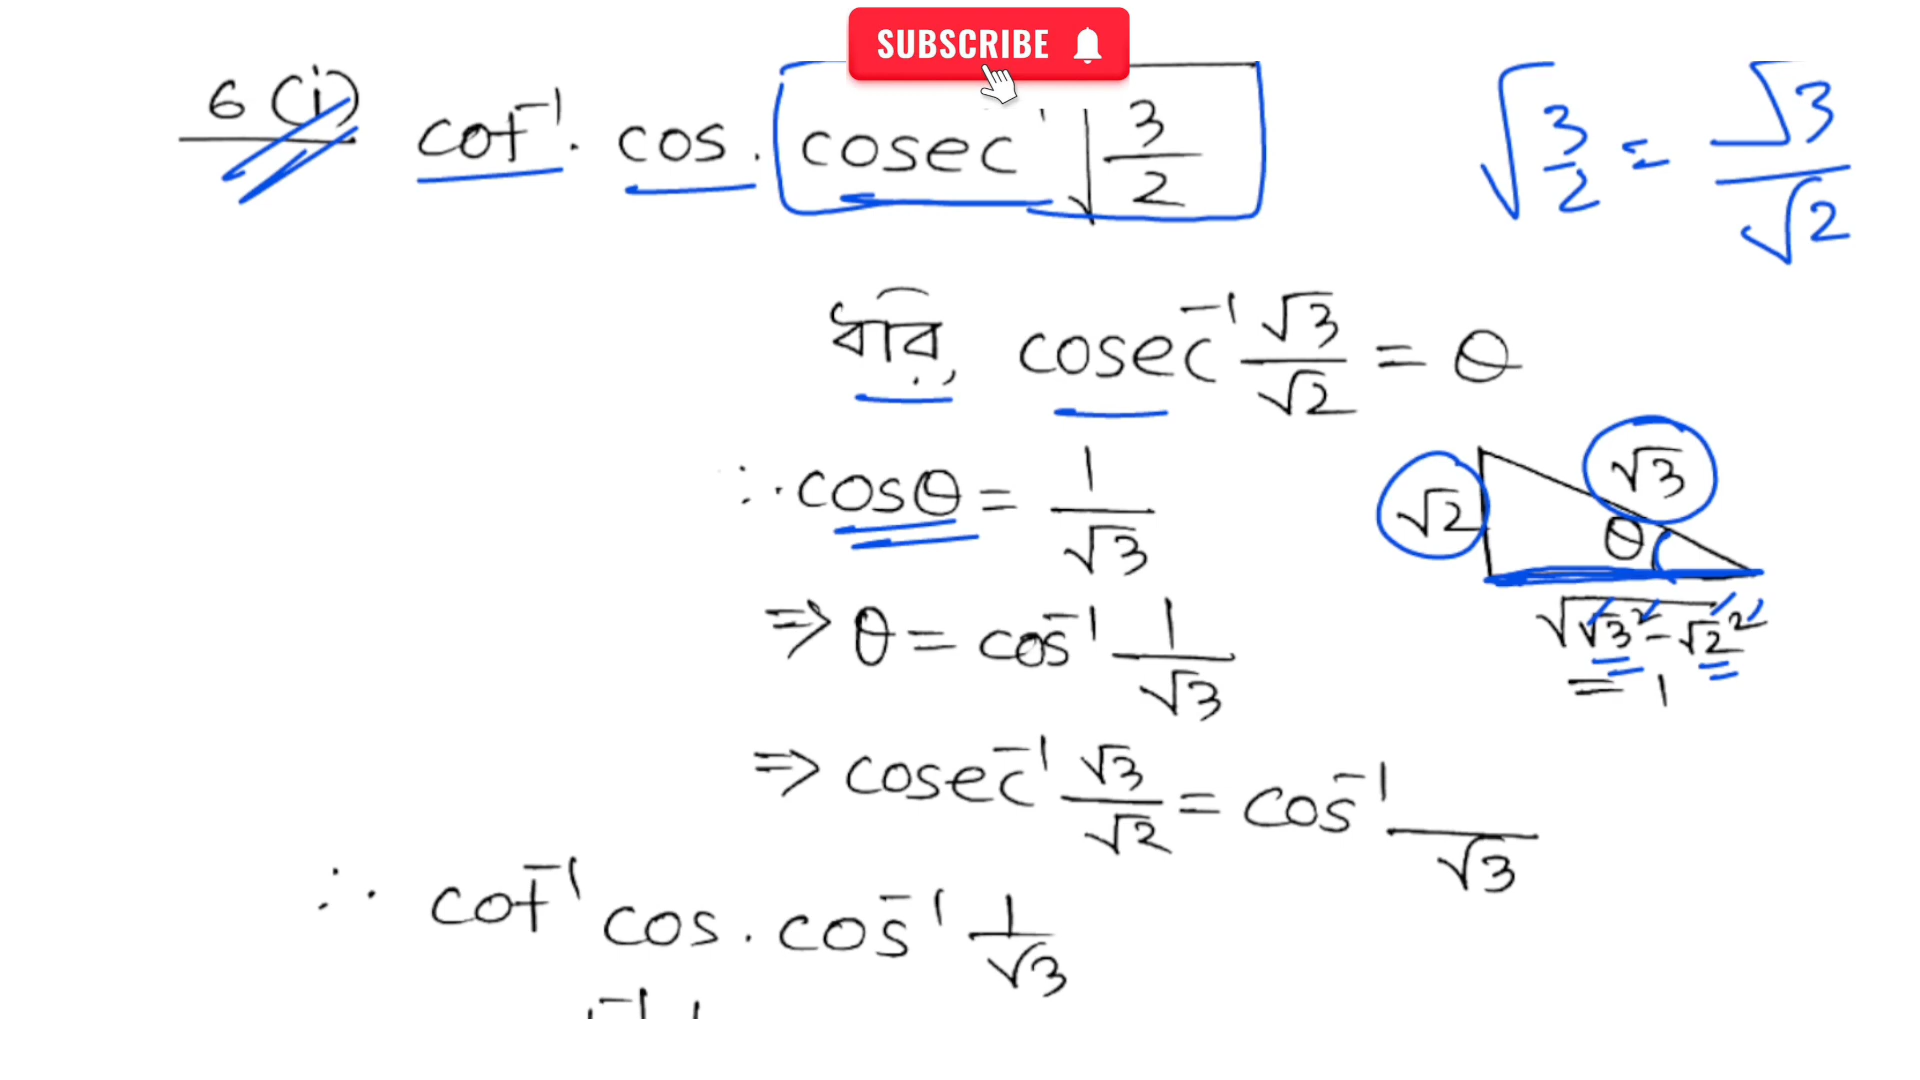 SUBSCRIBE
6 (i) cot⁻¹ . cos . cosec⁻¹ √(3/2)
√(3/2) = √3/√2
ধরি, cosec⁻¹ √3/√2 = θ
∴ cosθ = 1/√3
√2 √3 θ
⇒ θ = cos⁻¹ 1/√3
√(√3² - √2²)
= 1
⇒ cosec⁻¹ √3/√2 = cos⁻¹ /√3
∴ cot⁻¹ cos . cos⁻¹ 1/√3